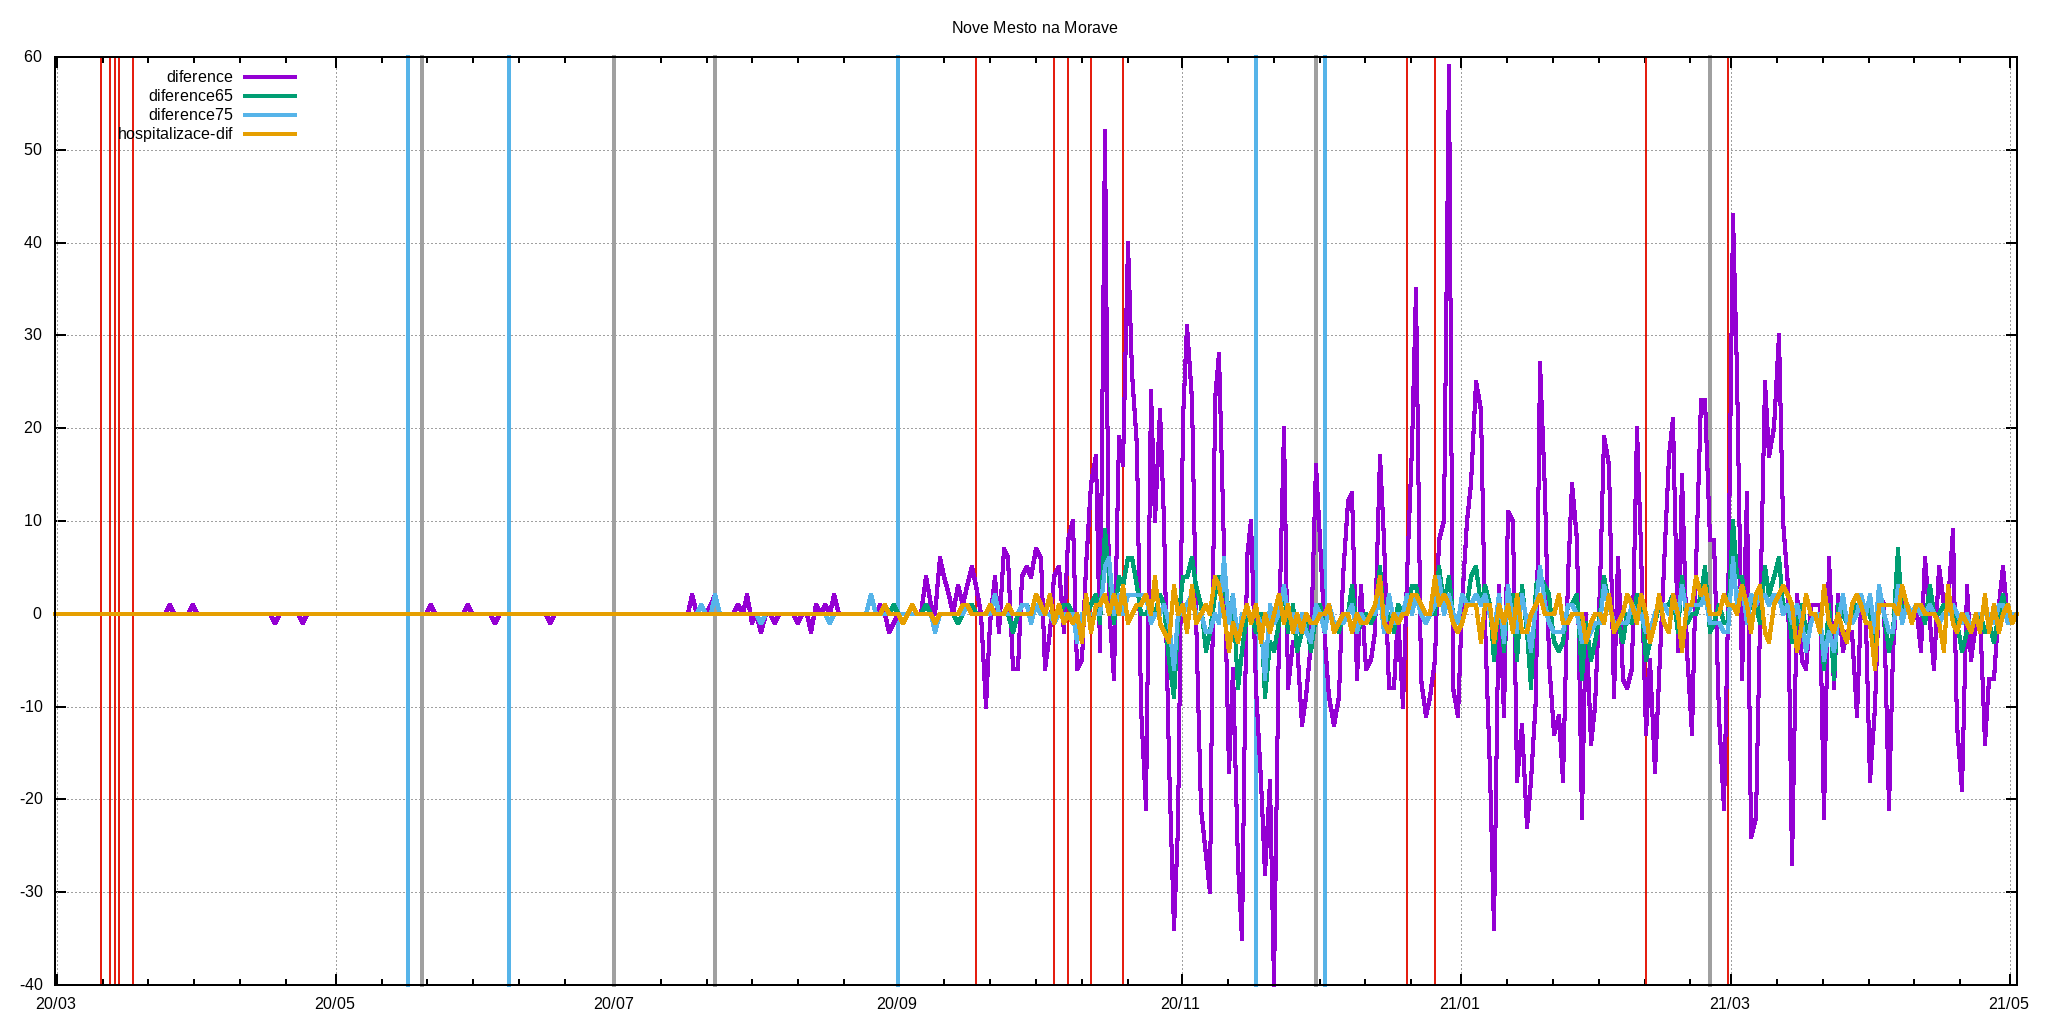 Nove Mesto na Morave
60
50
40
30
20
10
0
-10
-20
-30
-40
diference
diference65
diference75
hospitalizace-dif
20/03 20/05 20/07 20/09 20/11 21/01 21/03 21/05